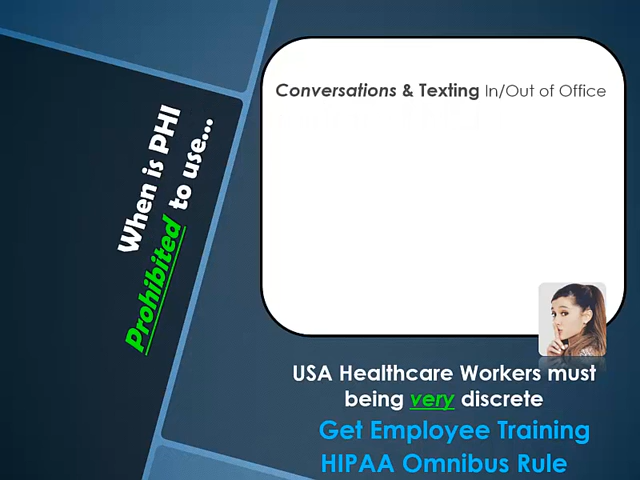 When is PHI
Prohibited to use...
Conversations & Texting In/Out of Office
USA Healthcare Workers must
being very discrete
Get Employee Training
HIPAA Omnibus Rule